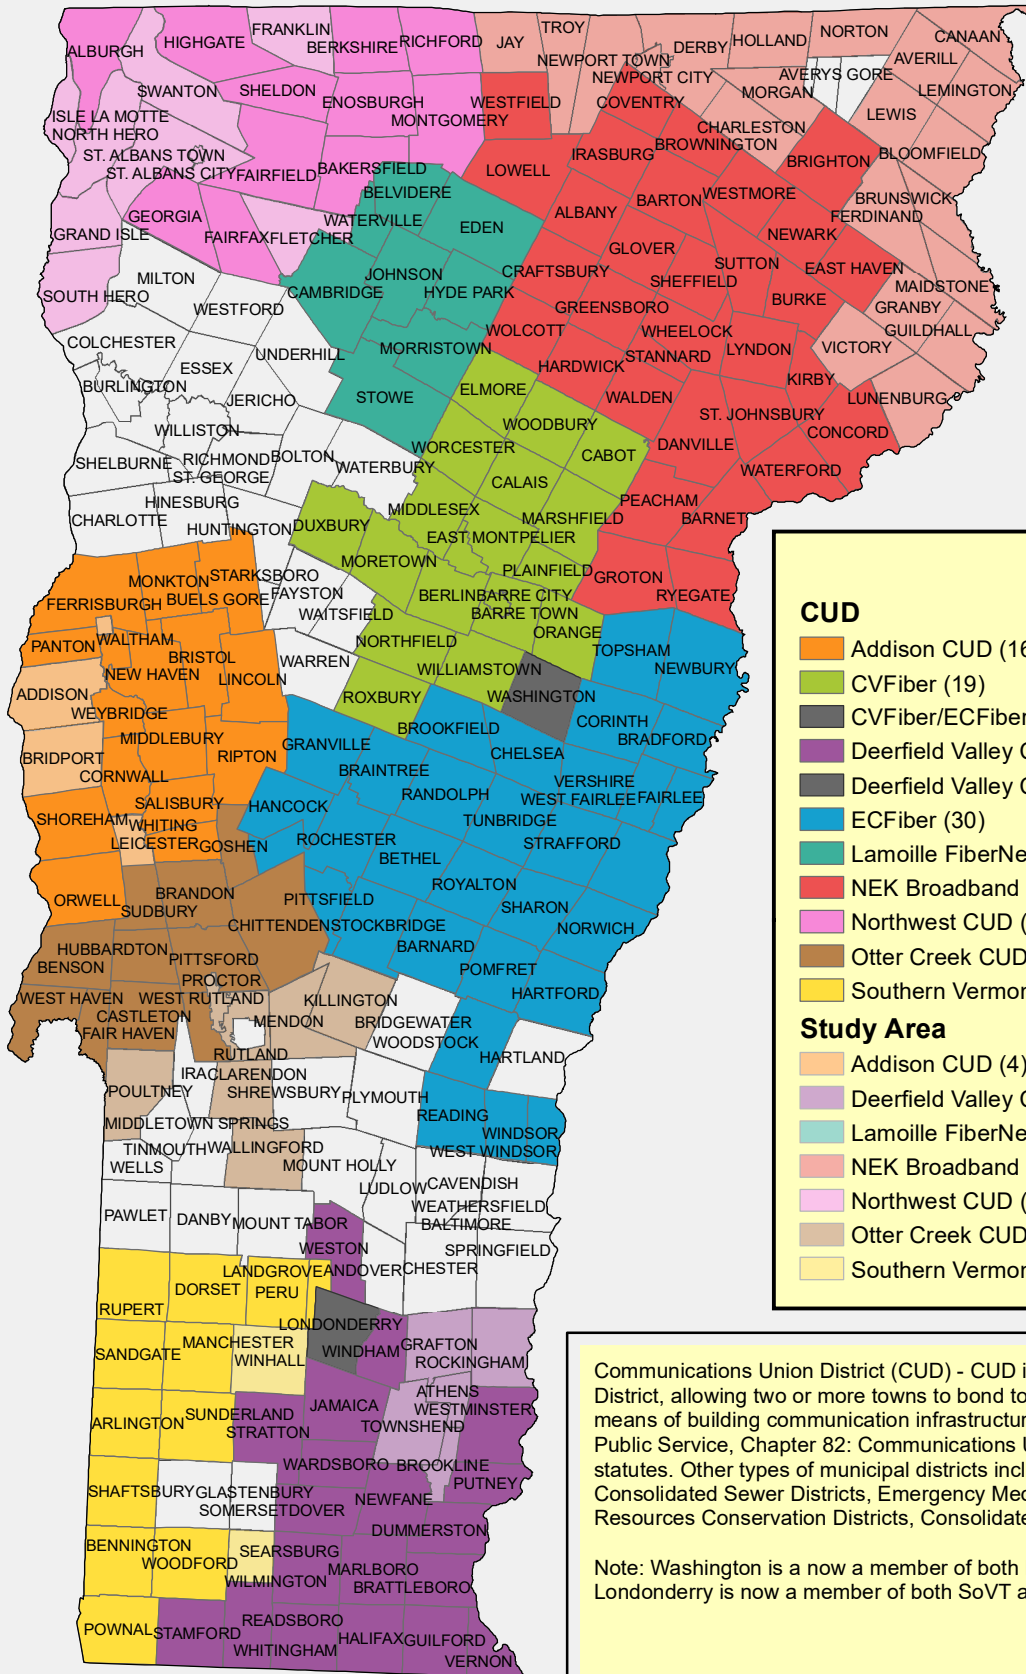 ALBURGH
HIGHGATE
FRANKLIN
BERKSHIRE
RICHFORD
JAY
TROY
NEWPORT TOWN
NEWPORT CITY
DERBY
HOLLAND
NORTON
CANAAN
AVERILL
AVERYS GORE
LEMINGTON
MORGAN
LEWIS
SWANTON
SHELDON
ENOSBURGH
MONTGOMERY
WESTFIELD
COVENTRY
ISLE LA MOTTE
NORTH HERO
ST. ALBANS TOWN
ST. ALBANS CITY
FAIRFIELD
BAKERSFIELD
LOWELL
IRASBURG
BROWNINGTON
CHARLESTON
BRIGHTON
BLOOMFIELD
BELVIDERE
WATERVILLE
EDEN
ALBANY
BARTON
WESTMORE
BRUNSWICK
FERDINAND
GEORGIA
FAIRFAX
FLETCHER
GRAND ISLE
NEWARK
GLOVER
SUTTON
EAST HAVEN
MAIDSTONE
SOUTH HERO
MILTON
WESTFORD
CAMBRIDGE
JOHNSON
HYDE PARK
CRAFTSBURY
SHEFFIELD
BURKE
GRANBY
GREENSBORO
GUILDHALL
COLCHESTER
UNDERHILL
MORRISTOWN
WOLCOTT
WHEELOCK
STANNARD
LYNDON
VICTORY
ESSEX
HARDWICK
KIRBY
BURLINGTON
JERICHO
STOWE
ELMORE
WALDEN
LUNENBURG
WILLISTON
WOODBURY
ST. JOHNSBURY
CONCORD
SHELBURNE
RICHMOND
ST. GEORGE
BOLTON
WATERBURY
WORCESTER
CABOT
DANVILLE
WATERFORD
CALAIS
HINESBURG
CHARLOTTE
HUNTINGTON
DUXBURY
MIDDLESEX
MARSHFIELD
PEACHAM
BARNET
EAST MONTPELIER
MORETOWN
PLAINFIELD
GROTON
RYEGATE
MONKTON
STARKSBORO
BUELS GORE
FAYSTON
WAITSFIELD
BERLIN
BARRE CITY
BARRE TOWN
FERRISBURGH
ORANGE
PANTON
WALTHAM
BRISTOL
NORTHFIELD
TOPSHAM
NEWBURY
NEW HAVEN
LINCOLN
WARREN
WILLIAMSTOWN
WASHINGTON
ADDISON
WEYBRIDGE
ROXBURY
BROOKFIELD
CORINTH
BRADFORD
MIDDLEBURY
GRANVILLE
CHELSEA
BRIDPORT
CORNWALL
RIPTON
BRAINTREE
VERSHIRE
RANDOLPH
WEST FAIRLEE
FAIRLEE
SALISBURY
HANCOCK
TUNBRIDGE
SHOREHAM
WHITING
LEICESTER
GOSHEN
ROCHESTER
STRAFFORD
BETHEL
ROYALTON
ORWELL
BRANDON
SUDBURY
PITTSFIELD
SHARON
CHITTENDEN
STOCKBRIDGE
NORWICH
HUBBARDTON
BENSON
PITTSFORD
BARNARD
PROCTOR
POMFRET
WEST HAVEN
WEST RUTLAND
CASTLETON
FAIR HAVEN
KILLINGTON
HARTFORD
MENDON
BRIDGEWATER
WOODSTOCK
RUTLAND
HARTLAND
IRA
CLARENDON
SHREWSBURY
POULTNEY
PLYMOUTH
READING
MIDDLETOWN SPRINGS
WINDSOR
WEST WINDSOR
TINMOUTH
WALLINGFORD
WELLS
MOUNT HOLLY
LUDLOW
CAVENDISH
WEATHERSFIELD
BALTIMORE
PAWLET
DANBY
MOUNT TABOR
WESTON
SPRINGFIELD
LANDGROVE
ANDOVER
CHESTER
DORSET
PERU
RUPERT
LONDONDERRY
MANCHESTER
WINHALL
WINDHAM
GRAFTON
ROCKINGHAM
SANDGATE
ATHENS
WESTMINSTER
SUNDERLAND
STRATTON
JAMAICA
TOWNSHEND
ARLINGTON
WARDSBORO
BROOKLINE
PUTNEY
SHAFTSBURY
GLASTENBURY
SOMERSET
DOVER
NEWFANE
DUMMERSTON
BENNINGTON
WOODFORD
SEARSBURG
WILMINGTON
MARLBORO
BRATTLEBORO
POWNAL
STAMFORD
READSBORO
WHITINGHAM
HALIFAX
GUILFORD
VERNON
CUD
Addison CUD (16
CVFiber (19)
CVFiber/ECFiber
Deerfield Valley C
Deerfield Valley C
ECFiber (30)
Lamoille FiberNe
NEK Broadband
Northwest CUD (
Otter Creek CUD
Southern Vermon
Study Area
Addison CUD (4)
Deerfield Valley C
Lamoille FiberNe
NEK Broadband
Northwest CUD (
Otter Creek CUD
Southern Vermon
Communications Union District (CUD) - CUD i
District, allowing two or more towns to bond to
means of building communication infrastructur
Public Service, Chapter 82: Communications U
statutes. Other types of municipal districts incl
Consolidated Sewer Districts, Emergency Med
Resources Conservation Districts, Consolidate
Note: Washington is a now a member of both
Londonderry is now a member of both SoVT a